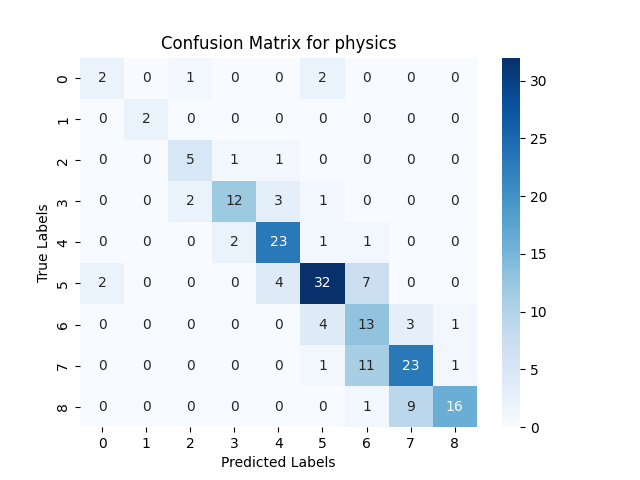 Confusion Matrix for physics
True Labels
0 2 0 1 0 0 2 0 0 0
1 0 2 0 0 0 0 0 0 0
2 0 0 5 1 1 0 0 0 0
3 0 0 2 12 3 1 0 0 0
4 0 0 0 2 23 1 1 0 0
5 2 0 0 0 4 32 7 0 0
6 0 0 0 0 0 4 13 3 1
7 0 0 0 0 0 1 11 23 1
8 0 0 0 0 0 0 1 9 16
0 1 2 3 4 5 6 7 8
Predicted Labels
30
25
20
15
10
5
0